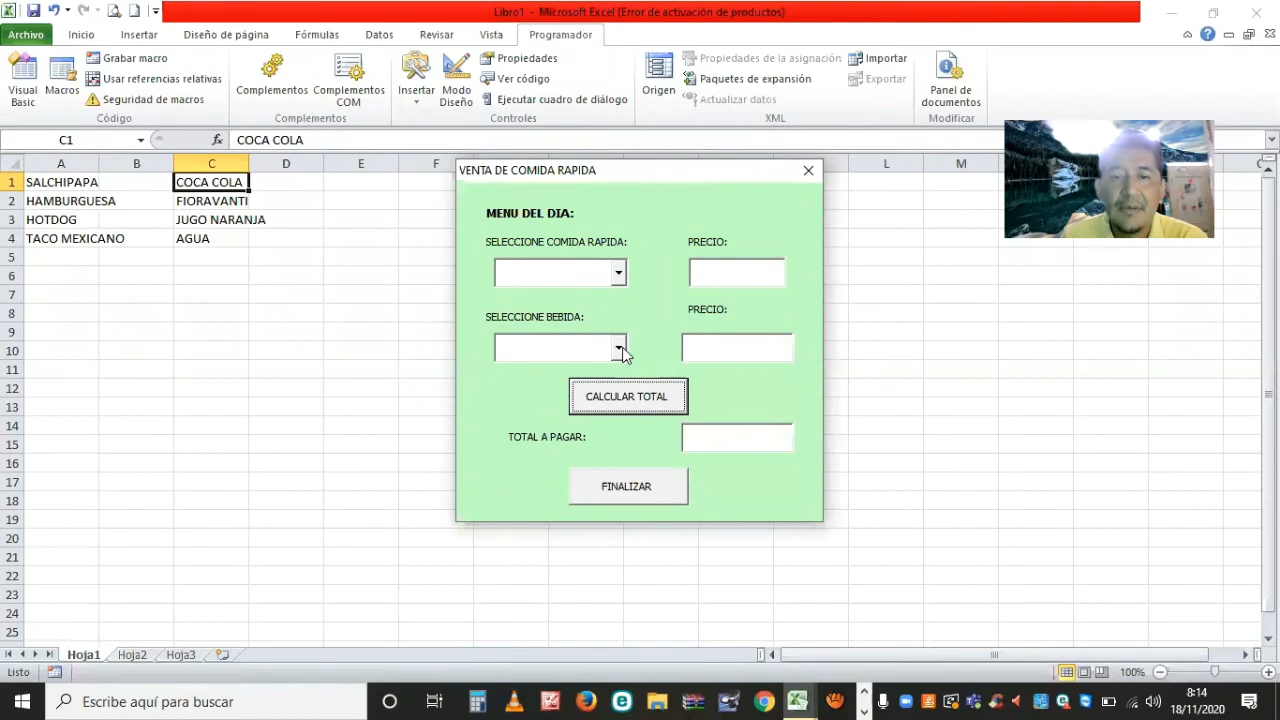 Libro1 - Microsoft Excel (Error de activación de productos)
Archivo Inicio Insertar Diseño de página Fórmulas Datos Revisar Vista Programador
Visual Basic
Macros
Grabar macro
Usar referencias relativas
Seguridad de macros
Código
Complementos
Complementos COM
Complementos
Insertar
Modo Diseño
Propiedades
Ver código
Ejecutar cuadro de diálogo
Controles
Origen
Propiedades de la asignación
Paquetes de expansión
Actualizar datos
Importar
Exportar
XML
Panel de documentos
Modificar
C1 fx COCA COLA
A B C D E F L M
1 SALCHIPAPA COCA COLA
2 HAMBURGUESA FIORAVANTI
3 HOTDOG JUGO NARANJA
4 TACO MEXICANO AGUA
5
6
7
8
9
10
11
12
13
14
15
16
17
18
19
20
21
22
23
24
25
VENTA DE COMIDA RAPIDA
MENU DEL DIA:
SELECCIONE COMIDA RAPIDA: PRECIO:
SELECCIONE BEBIDA: PRECIO:
CALCULAR TOTAL
TOTAL A PAGAR:
FINALIZAR
Hoja1 Hoja2 Hoja3
Listo 100%
Escribe aquí para buscar
8:14
18/11/2020